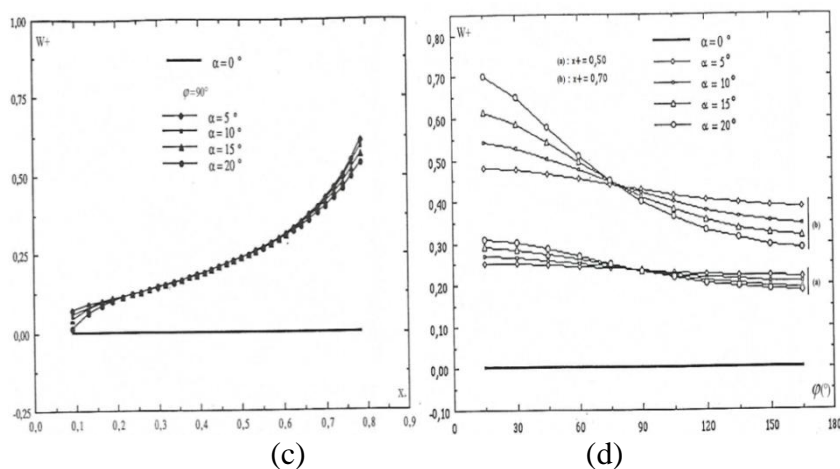 W+
1,00
0,75
0,50
0,25
0,00
-0,25
α=0 °
φ=90°
α = 5 °
α = 10 °
α = 15 °
α = 20 °
0,0 0,1 0,2 0,3 0,4 0,5 0,6 0,7 0,8 0,9
(c)
W+
0,80
0,70
0,60
0,50
0,40
0,30
0,20
0,10
0,00
-0,10
(a) : x+= 0,50
(b) : x+= 0,70
α = 0°
α = 5°
α = 10°
α = 15°
α = 20°
(b)
(a)
φ(°)
0 30 60 90 120 150 180
(d)